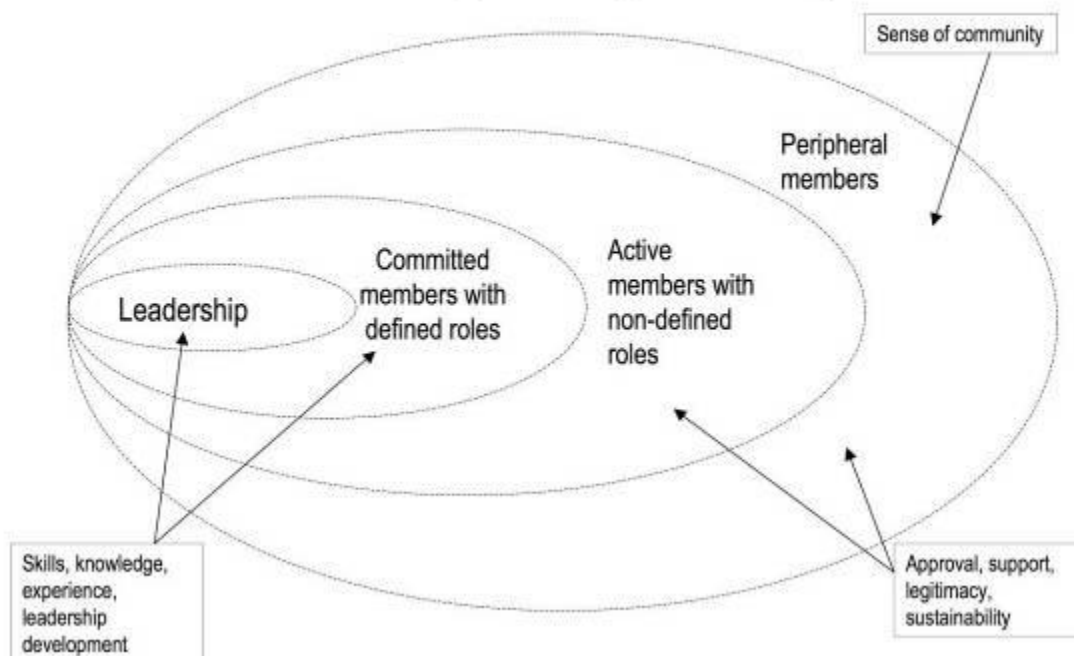 Sense of community
Peripheral
members
Committed
members with
defined roles
Active
members with
non-defined
roles
Leadership
Skills, knowledge,
experience,
leadership
development
Approval, support,
legitimacy,
sustainability